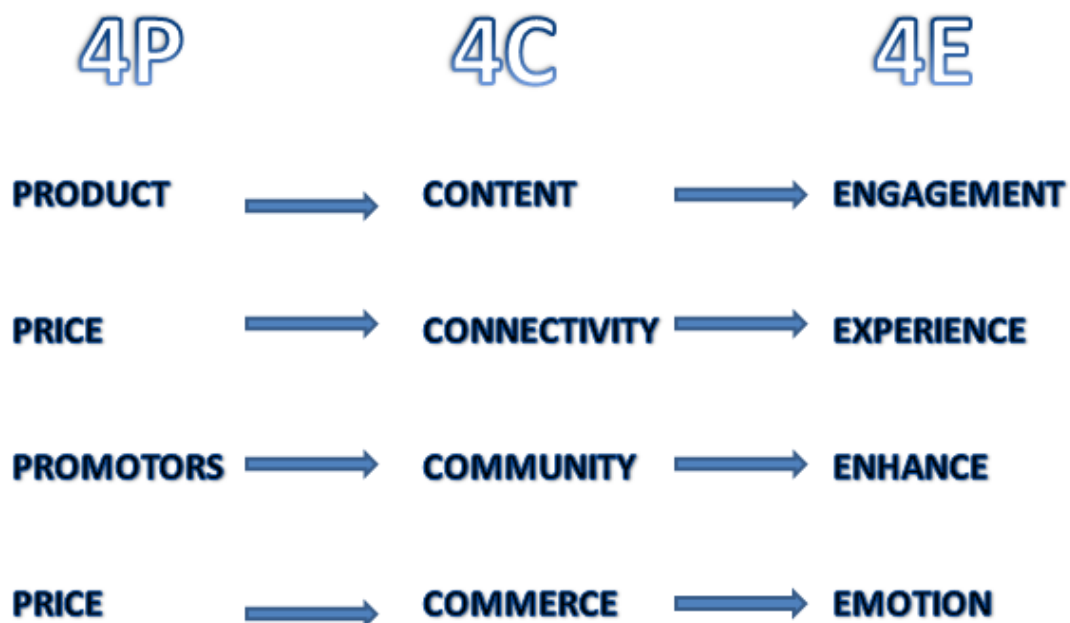 4P 4C 4E
PRODUCT CONTENT ENGAGEMENT
PRICE CONNECTIVITY EXPERIENCE
PROMOTORS COMMUNITY ENHANCE
PRICE COMMERCE EMOTION